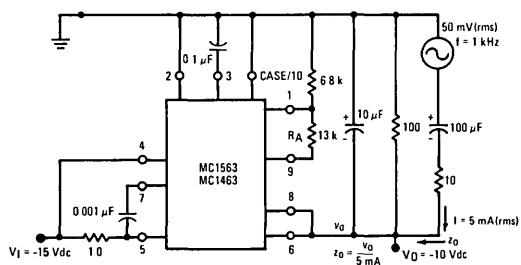 50 mV(rms)
f = 1 kHz
0 1 µF
2
3
CASE/10
1
6 8 k
RA
13 k
9
+
10 µF
-
100
+
100 µF
-
10
4
MC1563
MC1463
7
0 001 µF
8
5
6
VI = -15 Vdc
1 0
vo
zo = vo / 5 mA
I = 5 mA(rms)
zo
VO = -10 Vdc